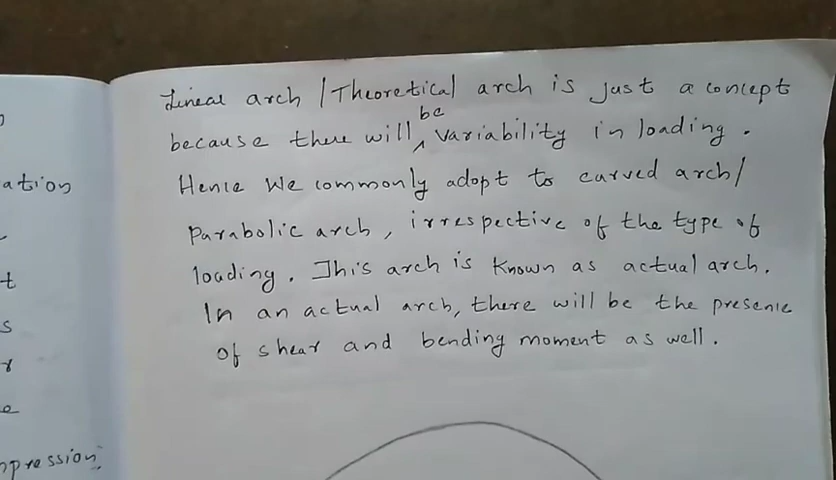 n
ation
t
s
r
e
npression.
Lineal arch / Theoretical arch is just a concept
because there will be variability in loading.
Hence we commonly adopt to curved arch /
Parabolic arch, irrespective of the type of
loading. This arch is known as actual arch.
In an actual arch, there will be the presence
of shear and bending moment as well.